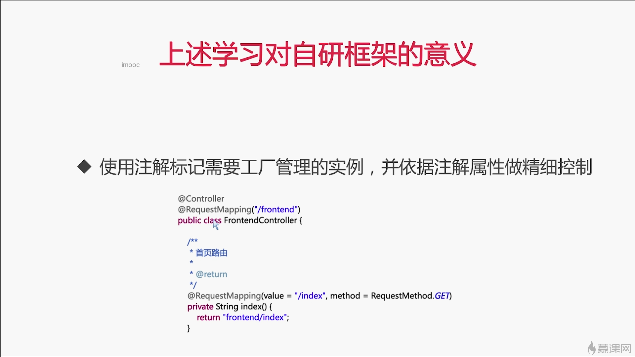 上述学习对自研框架的意义
imooc
◆ 使用注解标记需要工厂管理的实例，并依据注解属性做精细控制
@Controller
@RequestMapping("/frontend")
public class FrontendController {
/**
* 首页路由
*
* @return
*/
@RequestMapping(value = "/index", method = RequestMethod.GET)
private String index() {
return "frontend/index";
}
慕课网